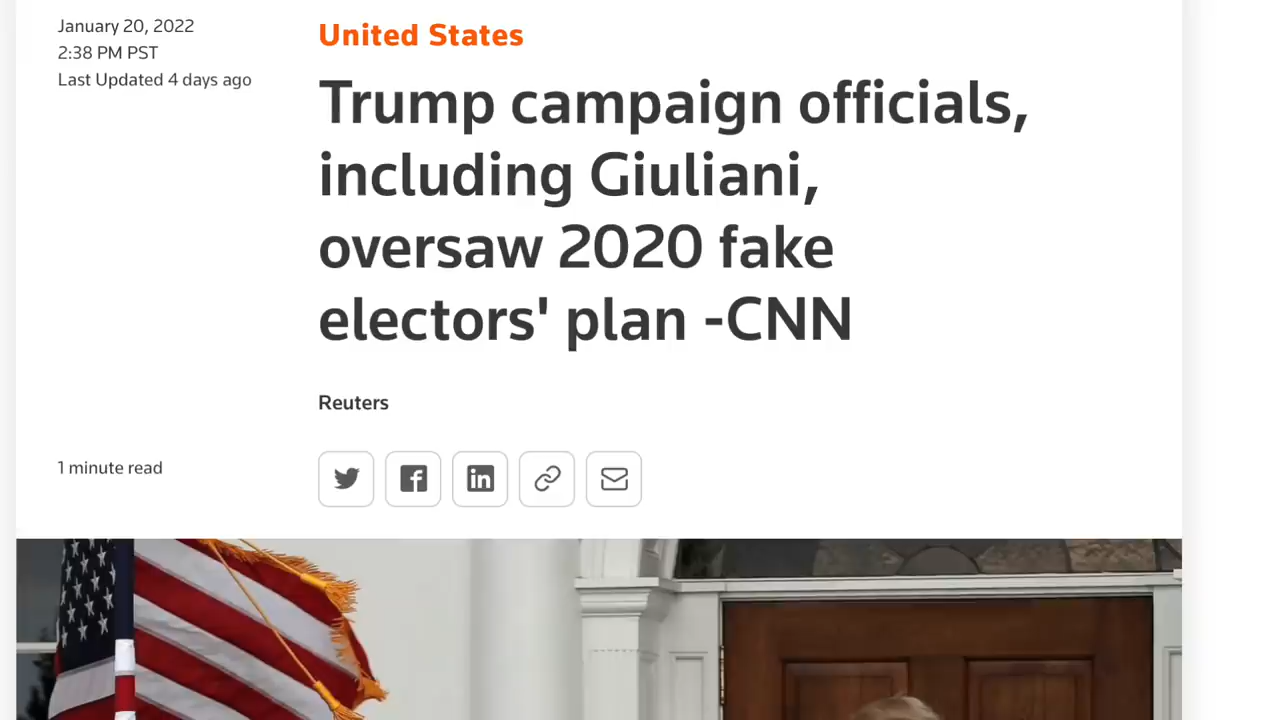 January 20, 2022
2:38 PM PST
Last Updated 4 days ago
United States
Trump campaign officials,
including Giuliani,
oversaw 2020 fake
electors' plan -CNN
Reuters
1 minute read